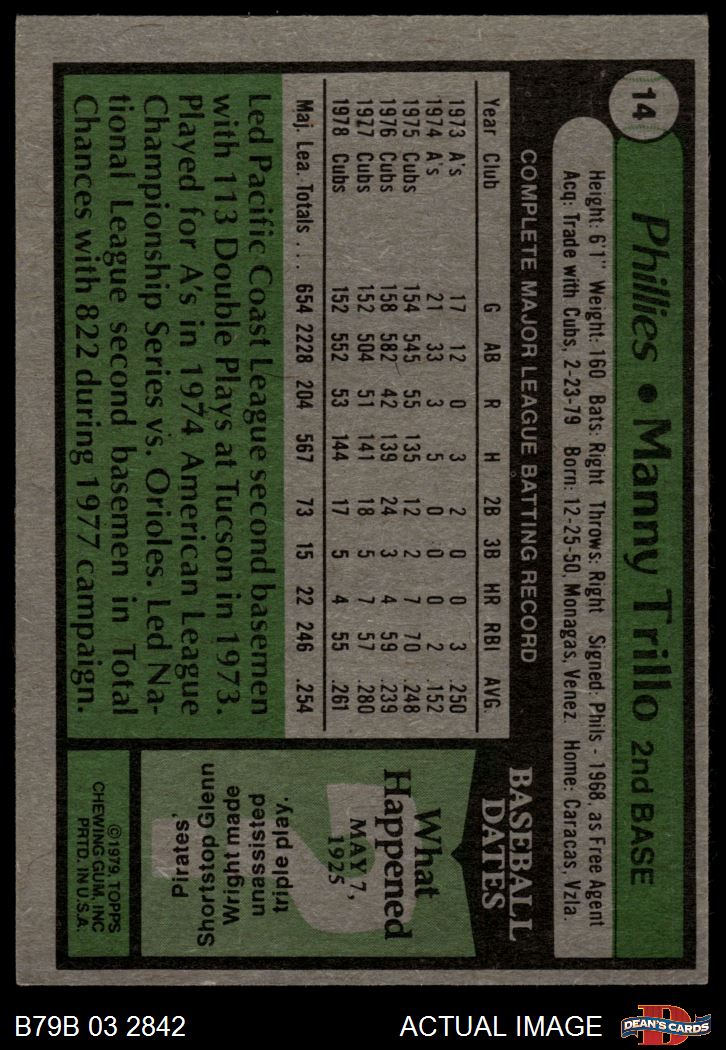 14
Phillies • Manny Trillo 2nd BASE
Height: 6'1" Weight: 160 Bats: Right Throws: Right Signed: Phils - 1968, as Free Agent
Acq: Trade with Cubs, 2-23-79 Born: 12-25-50, Monagas, Venez. Home: Caracas, Vzla.
COMPLETE MAJOR LEAGUE BATTING RECORD
Year Club G AB R H 2B 3B HR RBI AVG.
1973 A's 17 12 0 3 2 0 0 3 .250
1974 A's 21 33 3 5 0 0 0 2 .152
1975 Cubs 154 545 55 135 12 2 7 70 .248
1976 Cubs 158 582 42 139 24 3 4 59 .239
1977 Cubs 152 504 51 141 18 5 7 57 .280
1978 Cubs 152 552 53 144 17 5 4 55 .261
Maj. Lea. Totals . . . 654 2228 204 567 73 15 22 246 .254
Led Pacific Coast League second basemen
with 113 Double Plays at Tucson in 1973.
Played for A's in 1974 American League
Championship Series vs. Orioles. Led Na-
tional League second basemen in Total
Chances with 822 during 1977 campaign.
BASEBALL
DATES
What
Happened
MAY 7,
1925
Pirates'
Shortstop Glenn
Wright made
unassisted
triple play.
©1979, TOPPS
CHEWING GUM, INC
PRTD. IN U.S.A.
B79B 03 2842
ACTUAL IMAGE
D
DEAN'S CARDS